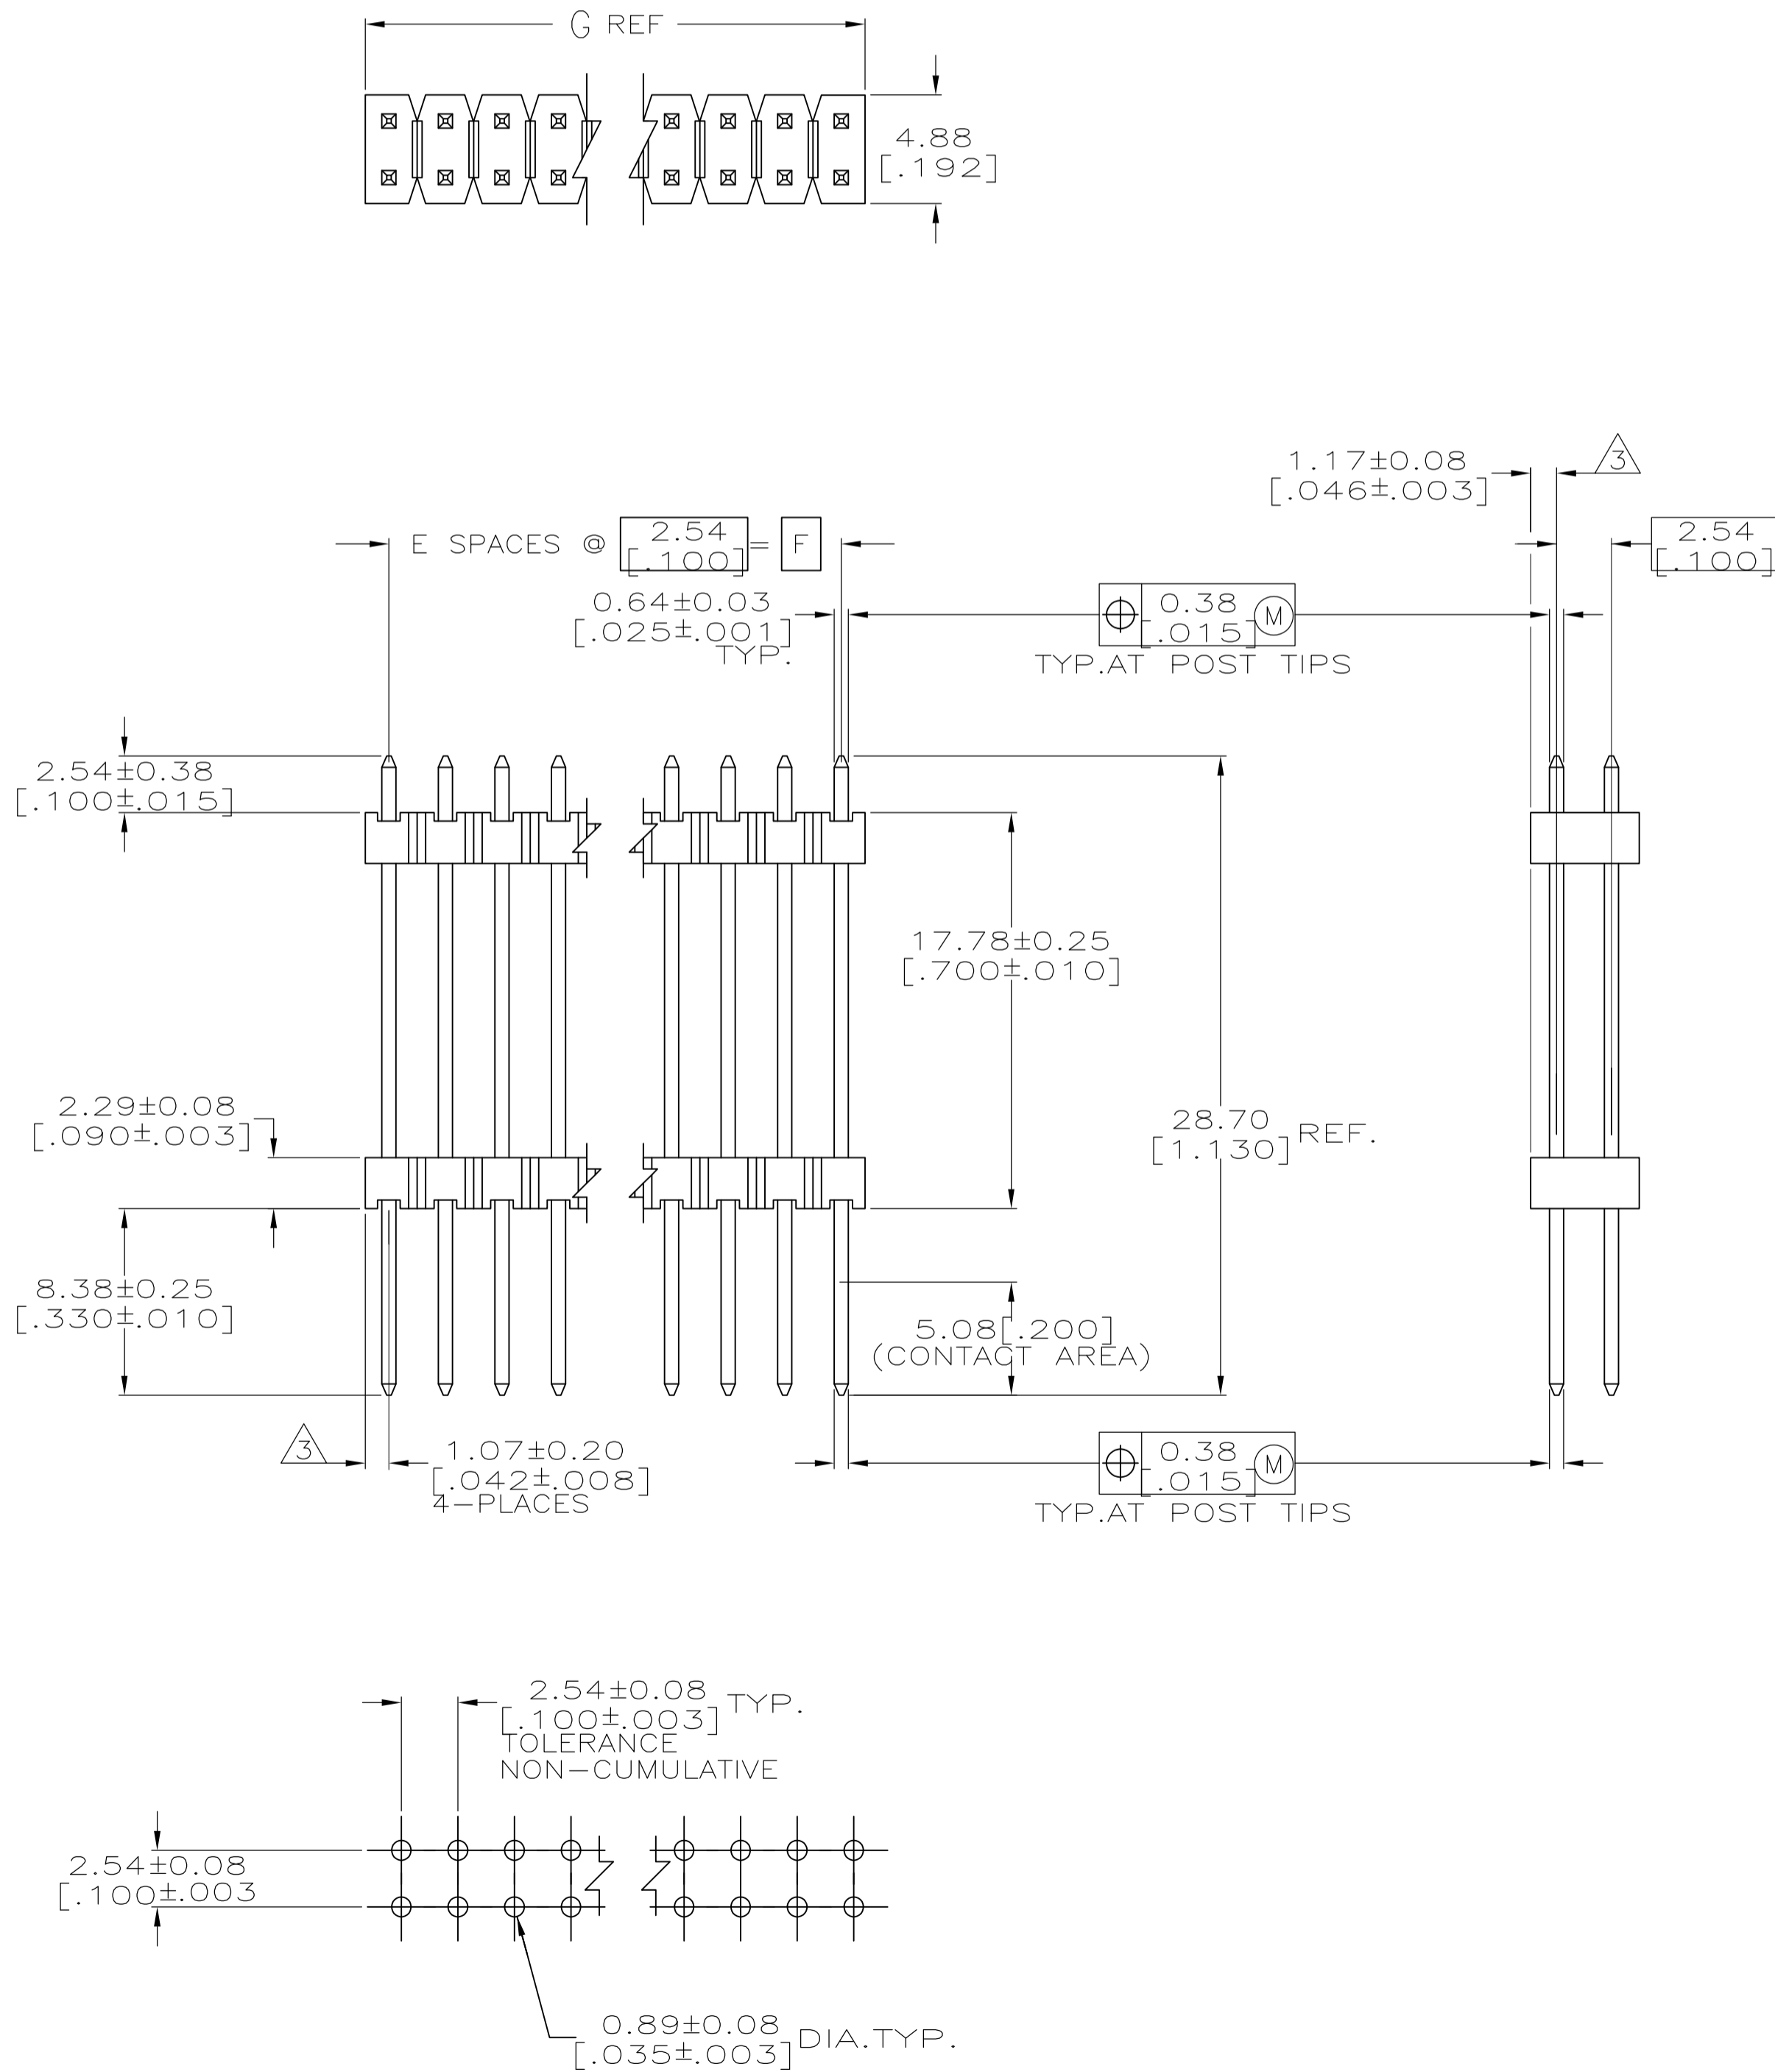 G REF
4.88
[.192]
1.17±0.08
[.046±.003]
3
E SPACES @ 2.54 = F
[.100]
2.54
[.100]
0.64±0.03
[.025±.001]
TYP.
0.38 M
[.015]
TYP.AT POST TIPS
2.54±0.38
[.100±.015]
17.78±0.25
[.700±.010]
2.29±0.08
[.090±.003]
28.70 REF.
[1.130]
8.38±0.25
[.330±.010]
5.08[.200]
(CONTACT AREA)
3
1.07±0.20
[.042±.008]
4-PLACES
0.38 M
[.015]
TYP.AT POST TIPS
2.54±0.08 TYP.
[.100±.003]
TOLERANCE
NON-CUMULATIVE
2.54±0.08
[.100±.003
0.89±0.08 DIA.TYP.
[.035±.003]